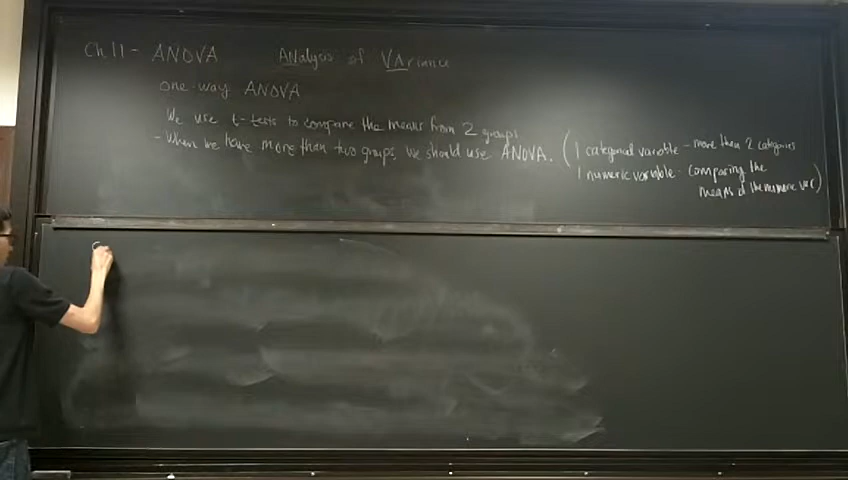 Ch 11 - ANOVA Analysis of VAriance
one-way ANOVA
We use t-tests to compare the means from 2 groups
- When we have more than two groups, we should use ANOVA. (1 categorical variable - more than 2 categories
1 numeric variable - comparing the
means of the numeric var)